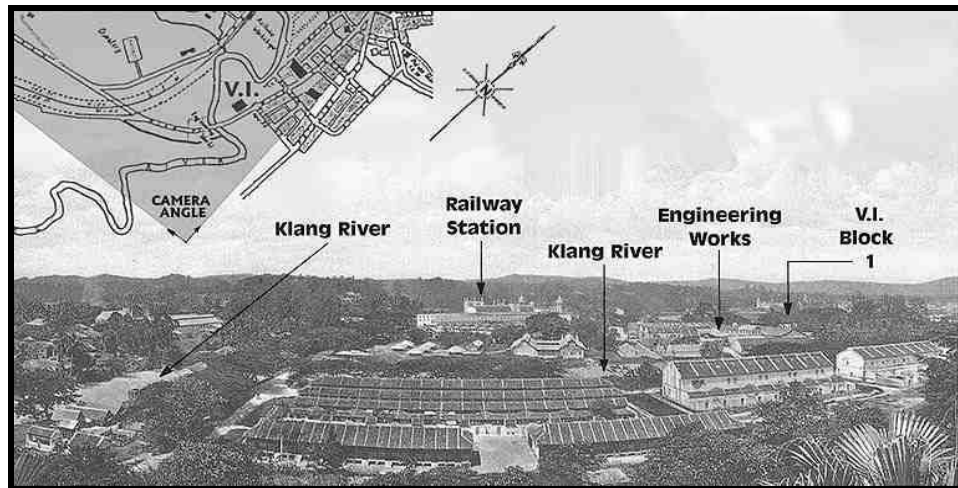 V.I.
CAMERA
ANGLE
Klang River
Railway
Station
Klang River
Engineering
Works
V.I.
Block
1